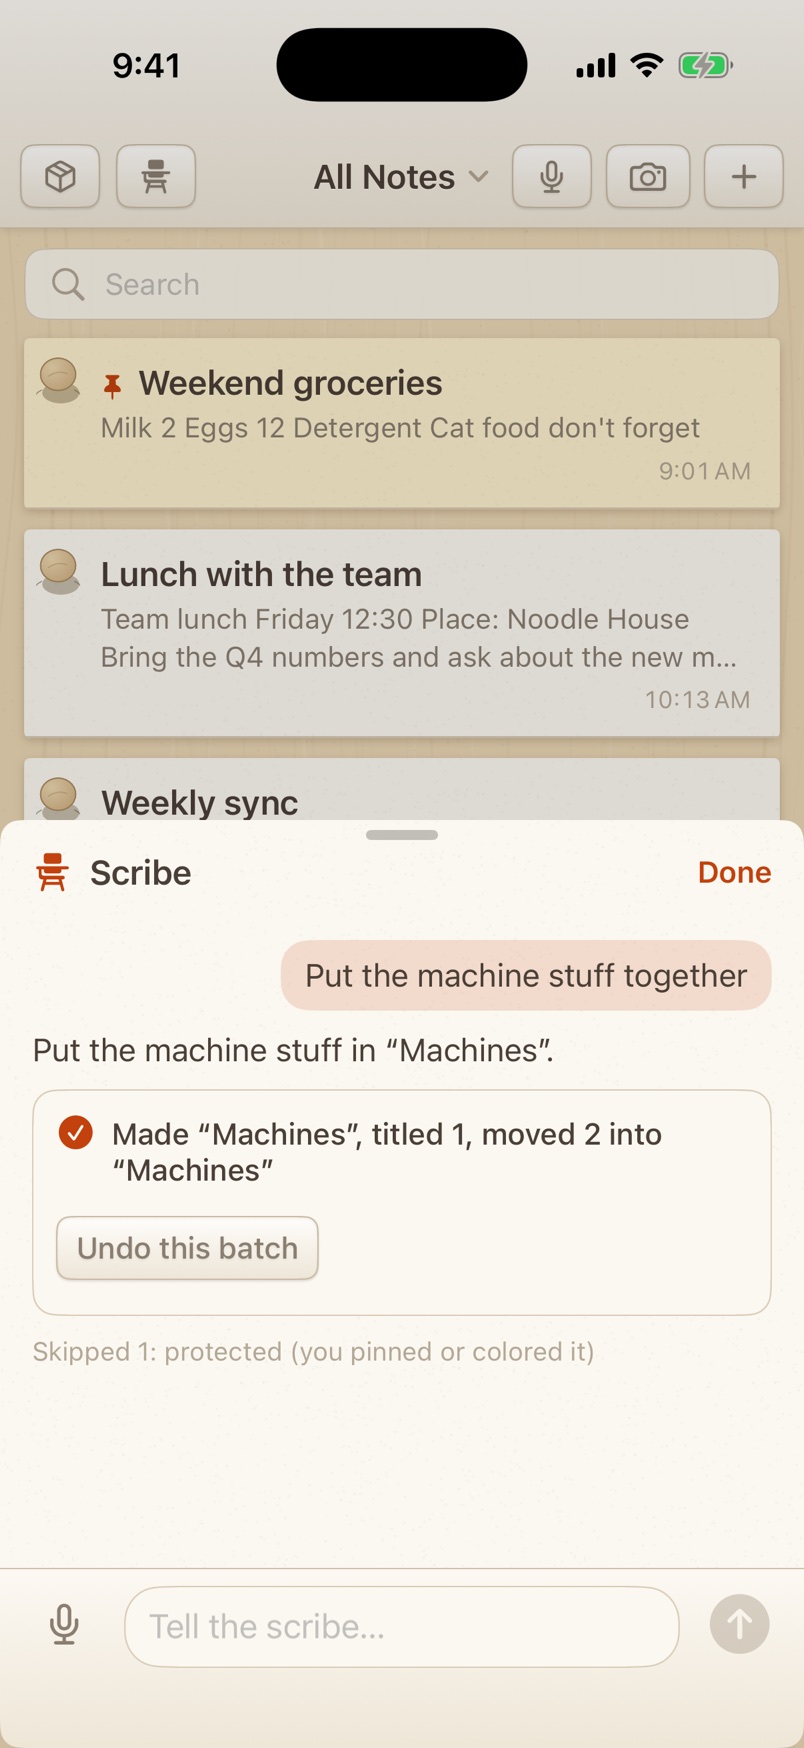 9:41
All Notes
Search
Weekend groceries
Milk 2 Eggs 12 Detergent Cat food don't forget
9:01 AM
Lunch with the team
Team lunch Friday 12:30 Place: Noodle House
Bring the Q4 numbers and ask about the new m...
10:13 AM
Weekly sync
Scribe
Done
Put the machine stuff together
Put the machine stuff in “Machines”.
Made “Machines”, titled 1, moved 2 into
“Machines”
Undo this batch
Skipped 1: protected (you pinned or colored it)
Tell the scribe...